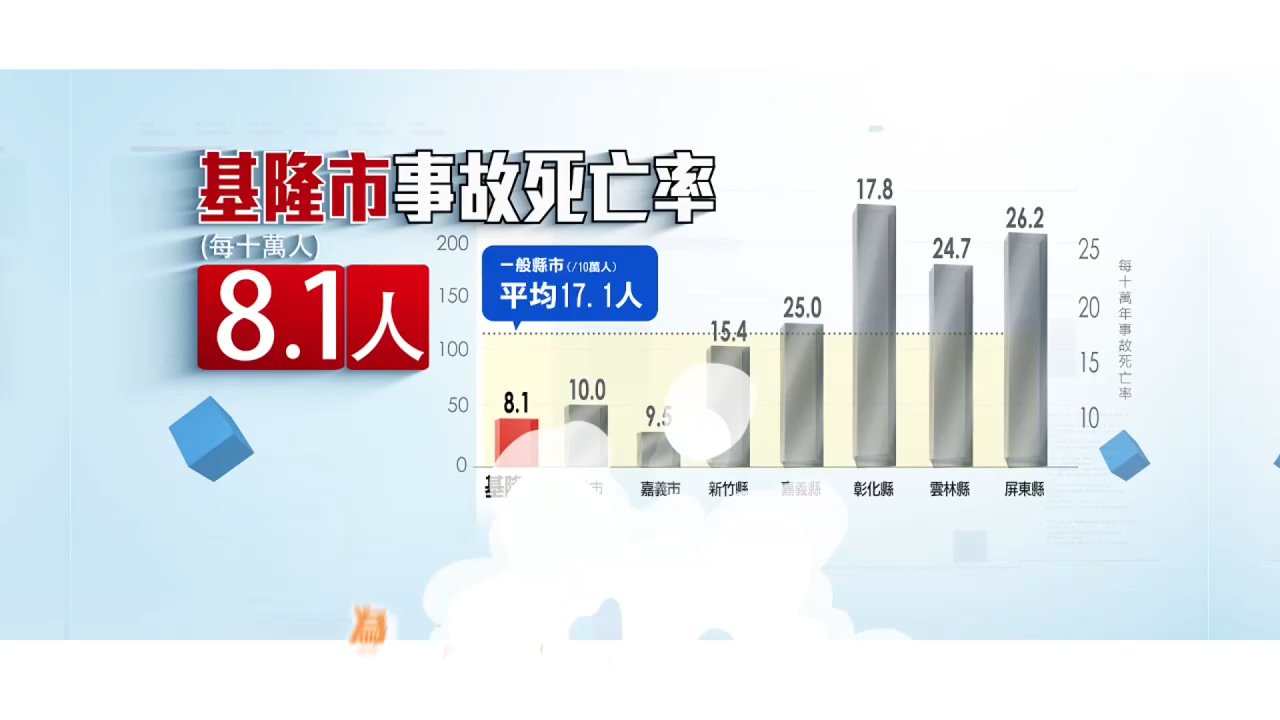 基隆市事故死亡率
(每十萬人)
8.1人
一般縣市(/10萬人)
平均17.1人
200
150
100
50
0
8.1
10.0
9.5
15.4
25.0
17.8
24.7
26.2
25
20
15
10
每十萬年事故死亡率
基隆
市
嘉義市
新竹縣
嘉義縣
彰化縣
雲林縣
屏東縣
為